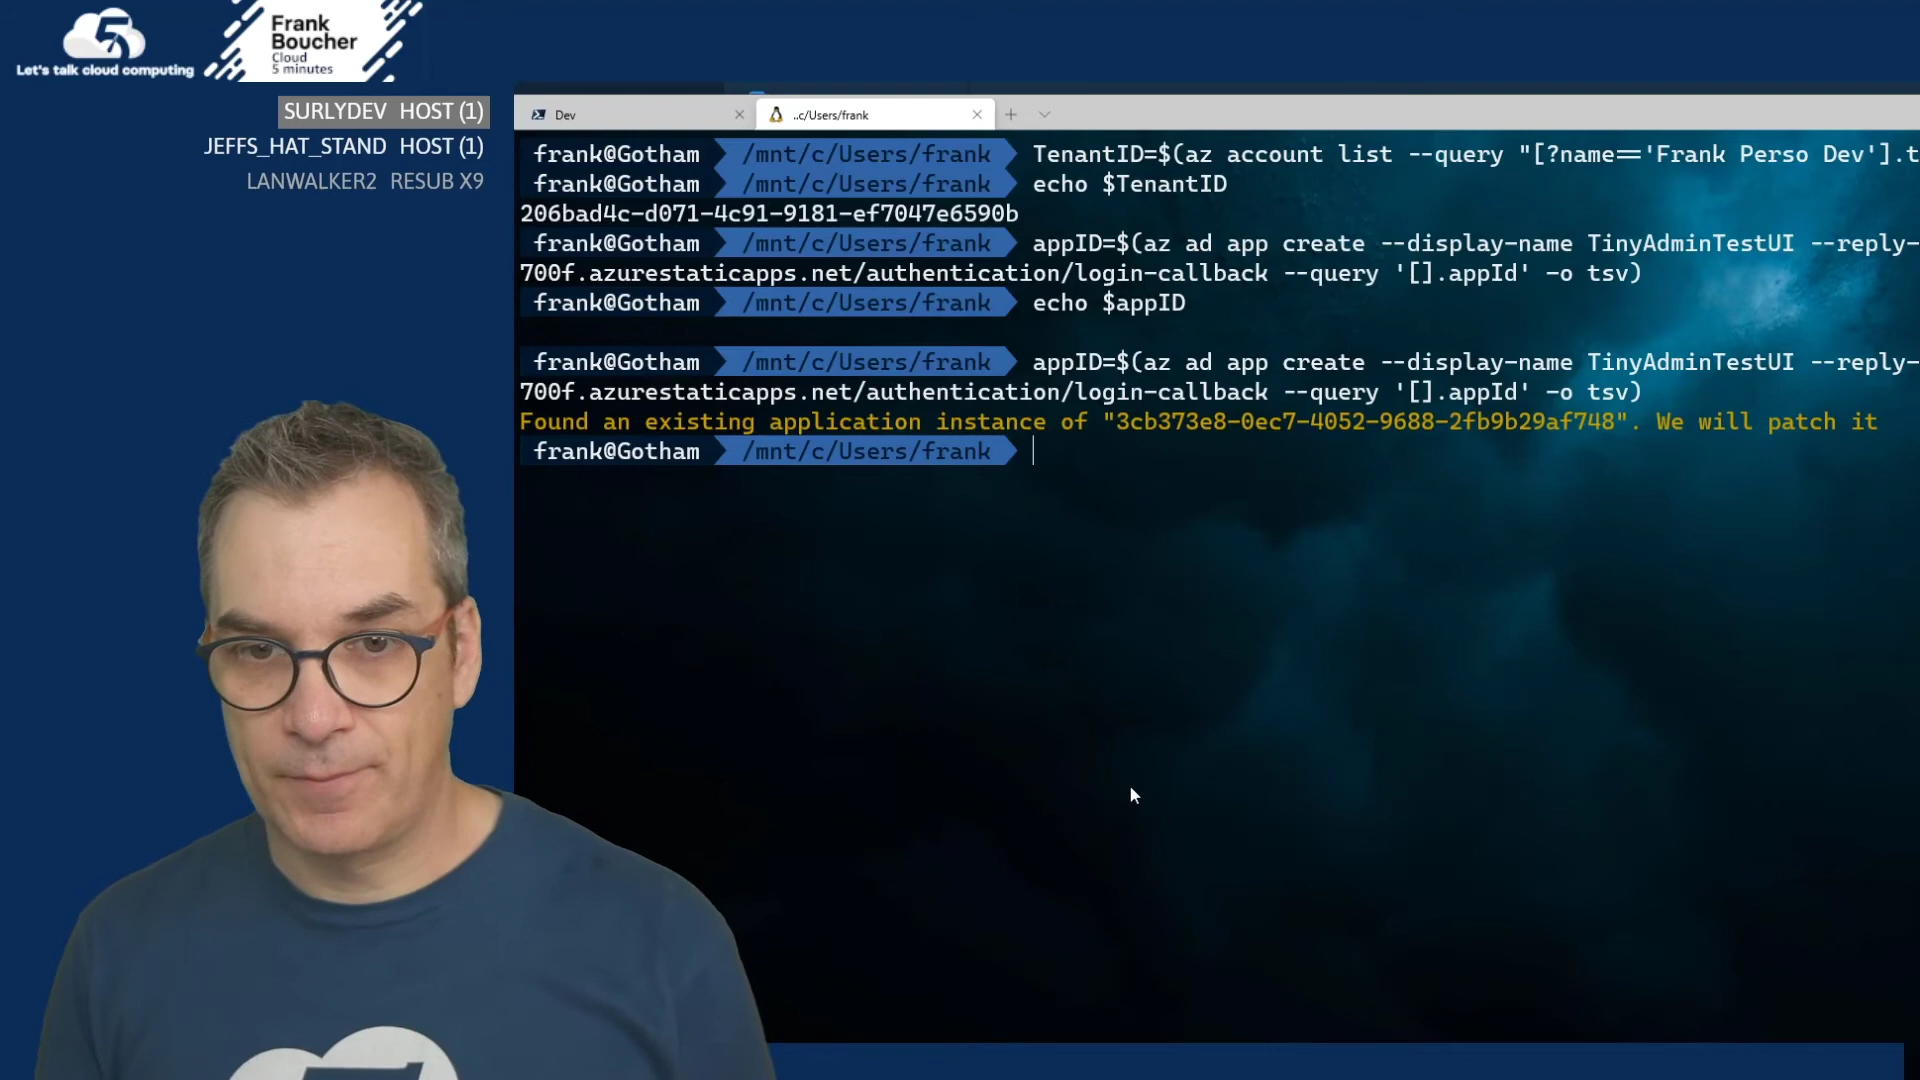 5
Let's talk cloud computing
Frank
Boucher
Cloud
5 minutes
SURLYDEV HOST (1)
JEFFS_HAT_STAND HOST (1)
LANWALKER2 RESUB X9
Dev
..c/Users/frank
frank@Gotham /mnt/c/Users/frank TenantID=$(az account list --query "[?name=='Frank Perso Dev'].t
frank@Gotham /mnt/c/Users/frank echo $TenantID
206bad4c-d071-4c91-9181-ef7047e6590b
frank@Gotham /mnt/c/Users/frank appID=$(az ad app create --display-name TinyAdminTestUI --reply-
700f.azurestaticapps.net/authentication/login-callback --query '[].appId' -o tsv)
frank@Gotham /mnt/c/Users/frank echo $appID
frank@Gotham /mnt/c/Users/frank appID=$(az ad app create --display-name TinyAdminTestUI --reply-
700f.azurestaticapps.net/authentication/login-callback --query '[].appId' -o tsv)
Found an existing application instance of "3cb373e8-0ec7-4052-9688-2fb9b29af748". We will patch it
frank@Gotham /mnt/c/Users/frank